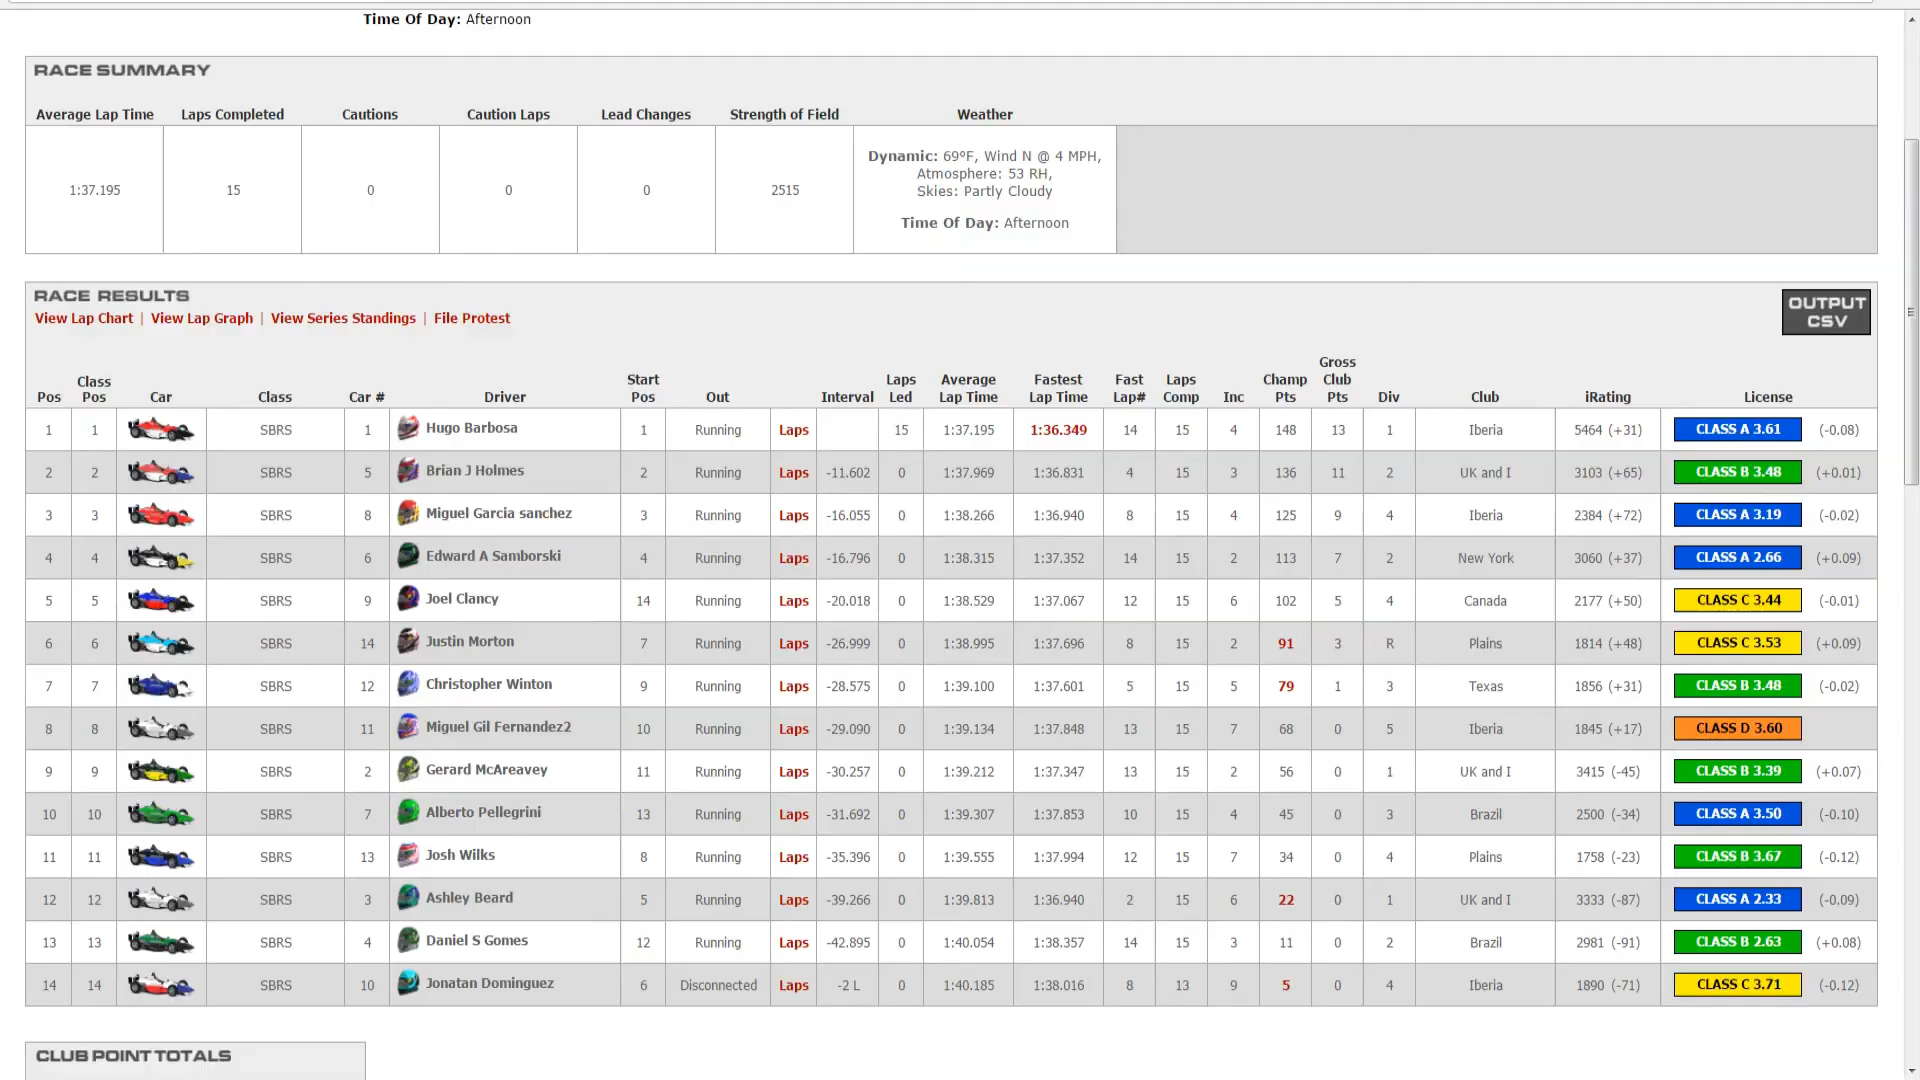 Time Of Day: Afternoon
RACE SUMMARY
Average Lap Time Laps Completed Cautions Caution Laps Lead Changes Strength of Field Weather
1:37.195 15 0 0 0 2515
Dynamic: 69ºF, Wind N @ 4 MPH,
Atmosphere: 53 RH,
Skies: Partly Cloudy
Time Of Day: Afternoon
RACE RESULTS
View Lap Chart | View Lap Graph | View Series Standings | File Protest
OUTPUT
CSV
Pos Class Pos Car Class Car # Driver Start Pos Out Interval Laps Led Average Lap Time Fastest Lap Time Fast Lap# Laps Comp Inc Champ Pts Gross Club Pts Div Club iRating License
1 1 SBRS 1 Hugo Barbosa 1 Running Laps 15 1:37.195 1:36.349 14 15 4 148 13 1 Iberia 5464 (+31) CLASS A 3.61 (-0.08)
2 2 SBRS 5 Brian J Holmes 2 Running Laps -11.602 0 1:37.969 1:36.831 4 15 3 136 11 2 UK and I 3103 (+65) CLASS B 3.48 (+0.01)
3 3 SBRS 8 Miguel Garcia sanchez 3 Running Laps -16.055 0 1:38.266 1:36.940 8 15 4 125 9 4 Iberia 2384 (+72) CLASS A 3.19 (-0.02)
4 4 SBRS 6 Edward A Samborski 4 Running Laps -16.796 0 1:38.315 1:37.352 14 15 2 113 7 2 New York 3060 (+37) CLASS A 2.66 (+0.09)
5 5 SBRS 9 Joel Clancy 14 Running Laps -20.018 0 1:38.529 1:37.067 12 15 6 102 5 4 Canada 2177 (+50) CLASS C 3.44 (-0.01)
6 6 SBRS 14 Justin Morton 7 Running Laps -26.999 0 1:38.995 1:37.696 8 15 2 91 3 R Plains 1814 (+48) CLASS C 3.53 (+0.09)
7 7 SBRS 12 Christopher Winton 9 Running Laps -28.575 0 1:39.100 1:37.601 5 15 5 79 1 3 Texas 1856 (+31) CLASS B 3.48 (-0.02)
8 8 SBRS 11 Miguel Gil Fernandez2 10 Running Laps -29.090 0 1:39.134 1:37.848 13 15 7 68 0 5 Iberia 1845 (+17) CLASS D 3.60
9 9 SBRS 2 Gerard McAreavey 11 Running Laps -30.257 0 1:39.212 1:37.347 13 15 2 56 0 1 UK and I 3415 (-45) CLASS B 3.39 (+0.07)
10 10 SBRS 7 Alberto Pellegrini 13 Running Laps -31.692 0 1:39.307 1:37.853 10 15 4 45 0 3 Brazil 2500 (-34) CLASS A 3.50 (-0.10)
11 11 SBRS 13 Josh Wilks 8 Running Laps -35.396 0 1:39.555 1:37.994 12 15 7 34 0 4 Plains 1758 (-23) CLASS B 3.67 (-0.12)
12 12 SBRS 3 Ashley Beard 5 Running Laps -39.266 0 1:39.813 1:36.940 2 15 6 22 0 1 UK and I 3333 (-87) CLASS A 2.33 (-0.09)
13 13 SBRS 4 Daniel S Gomes 12 Running Laps -42.895 0 1:40.054 1:38.357 14 15 3 11 0 2 Brazil 2981 (-91) CLASS B 2.63 (+0.08)
14 14 SBRS 10 Jonatan Dominguez 6 Disconnected Laps -2 L 0 1:40.185 1:38.016 8 13 9 5 0 4 Iberia 1890 (-71) CLASS C 3.71 (-0.12)
CLUB POINT TOTALS